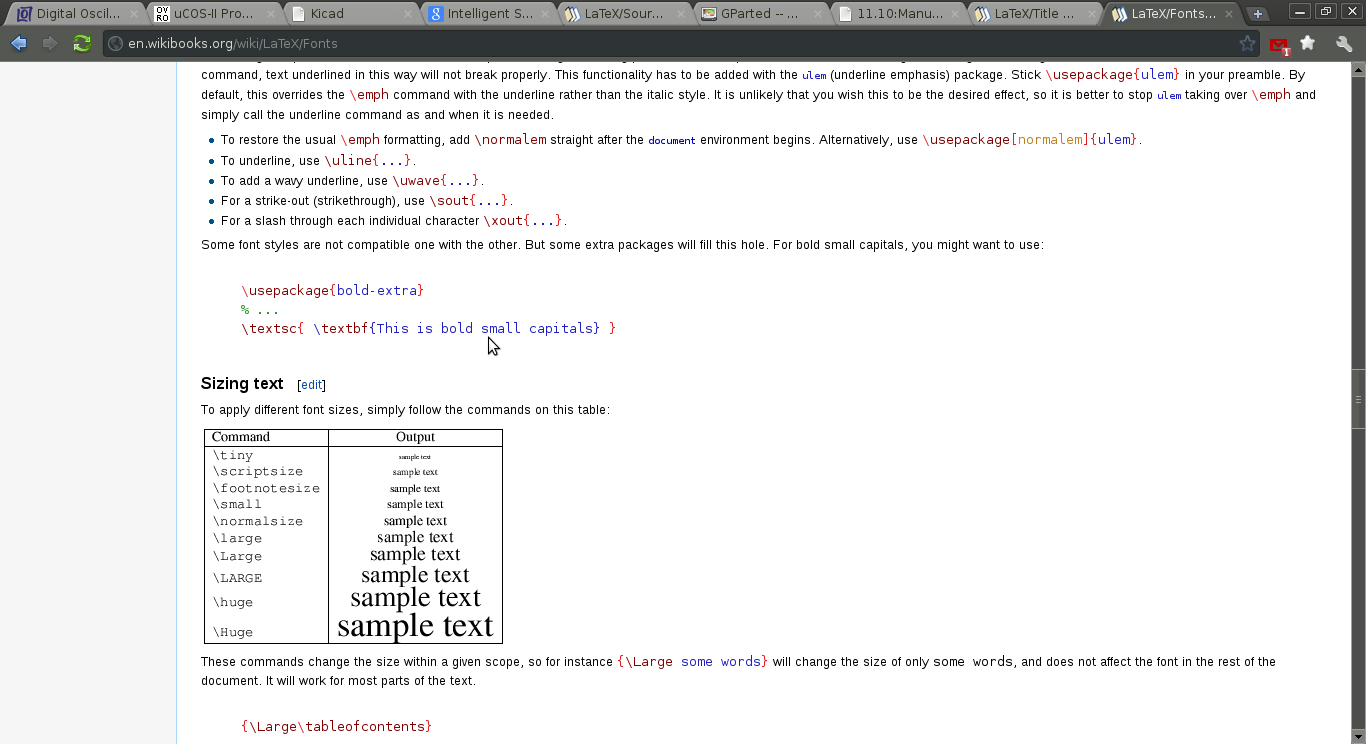 Digital Oscil...
uCOS-II Pro...
Kicad
Intelligent S...
LaTeX/Sour...
GParted -- ...
11.10:Manu...
LaTeX/Title ...
LaTeX/Fonts...
en.wikibooks.org/wiki/LaTeX/Fonts
command, text underlined in this way will not break properly. This functionality has to be added with the ulem (underline emphasis) package. Stick \usepackage{ulem} in your preamble. By
default, this overrides the \emph command with the underline rather than the italic style. It is unlikely that you wish this to be the desired effect, so it is better to stop ulem taking over \emph and
simply call the underline command as and when it is needed.
To restore the usual \emph formatting, add \normalem straight after the document environment begins. Alternatively, use \usepackage[normalem]{ulem}.
To underline, use \uline{...}.
To add a wavy underline, use \uwave{...}.
For a strike-out (strikethrough), use \sout{...}.
For a slash through each individual character \xout{...}.
Some font styles are not compatible one with the other. But some extra packages will fill this hole. For bold small capitals, you might want to use:
\usepackage{bold-extra}
% ...
\textsc{ \textbf{This is bold small capitals} }
Sizing text [edit]
To apply different font sizes, simply follow the commands on this table:
Command Output
\tiny sample text
\scriptsize sample text
\footnotesize sample text
\small sample text
\normalsize sample text
\large sample text
\Large sample text
\LARGE sample text
\huge sample text
\Huge sample text
These commands change the size within a given scope, so for instance {\Large some words} will change the size of only some words, and does not affect the font in the rest of the
document. It will work for most parts of the text.
{\Large\tableofcontents}